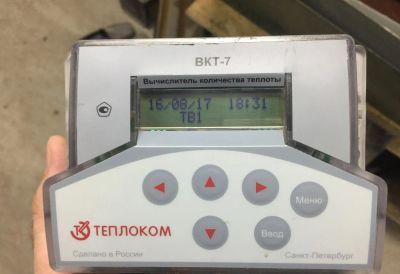 ВКТ-7
Вычислитель количества теплоты
16/08/17 18:31
ТВ1
Меню
ТЕПЛОКОМ
Ввод
Сделано в России
Санкт-Петербург